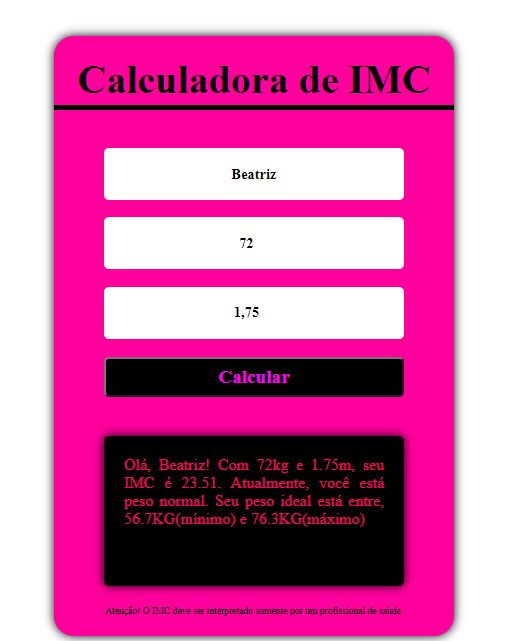 Calculadora de IMC
Beatriz
72
1,75
Calcular
Olá, Beatriz! Com 72kg e 1.75m, seu
IMC é 23.51. Atualmente, você está
peso normal. Seu peso ideal está entre,
56.7KG(mínimo) e 76.3KG(máximo)
Atenção! O IMC deve ser interpretado somente por um profissional de saúde.